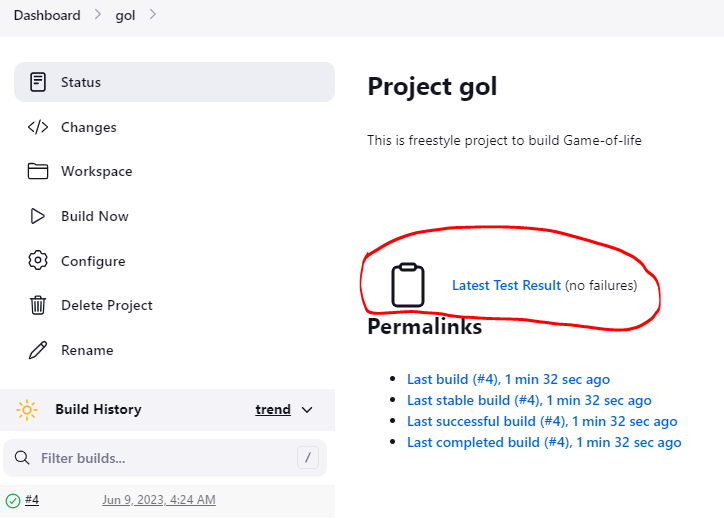 Dashboard > gol >
Status
Changes
Workspace
Build Now
Configure
Delete Project
Rename
Build History
trend
Filter builds...
/
#4
Jun 9, 2023, 4:24 AM
Project gol
This is freestyle project to build Game-of-life
Latest Test Result (no failures)
Permalinks
Last build (#4), 1 min 32 sec ago
Last stable build (#4), 1 min 32 sec ago
Last successful build (#4), 1 min 32 sec ago
Last completed build (#4), 1 min 32 sec ago